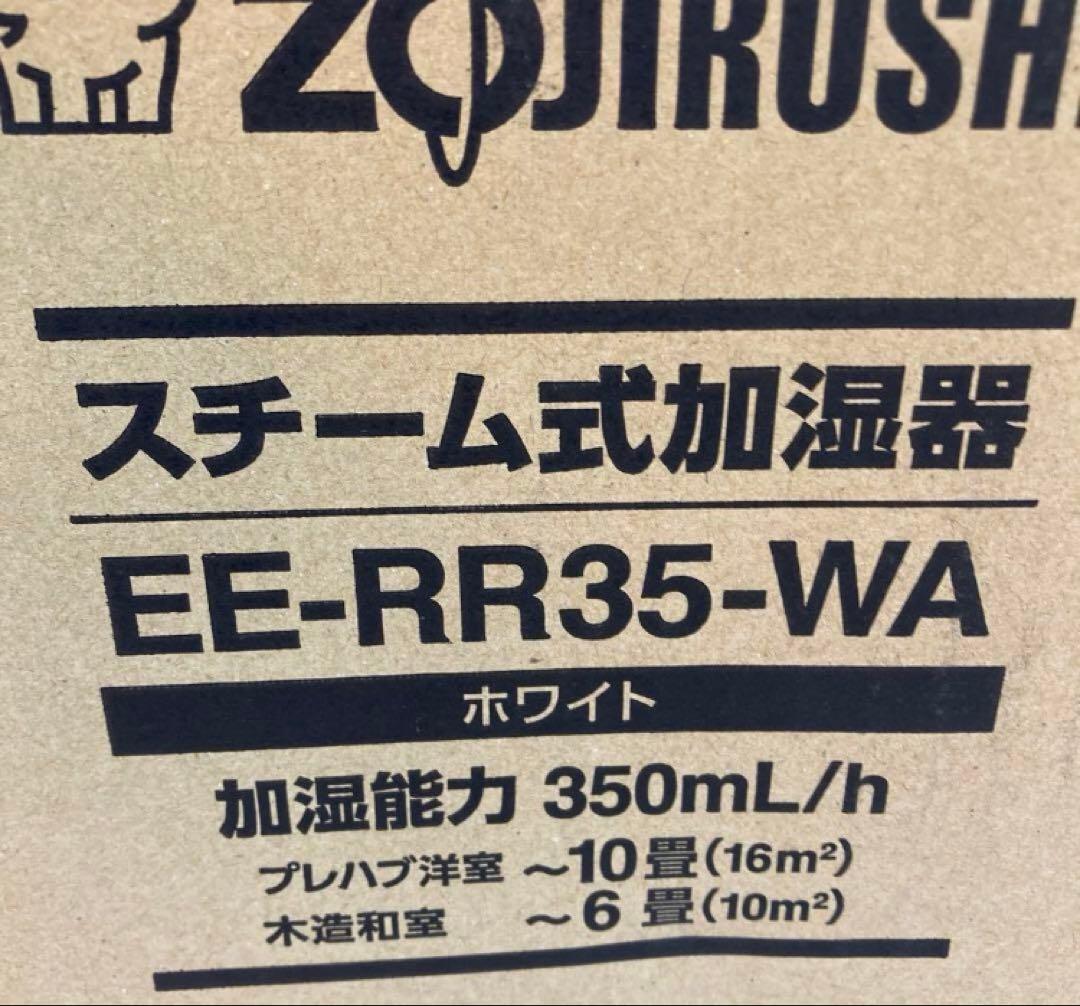 ZOJIRUSHI
スチーム式加湿器
EE-RR35-WA
ホワイト
加湿能力 350mL/h
プレハブ洋室 ～10畳(16m²)
木造和室 ～6畳(10m²)